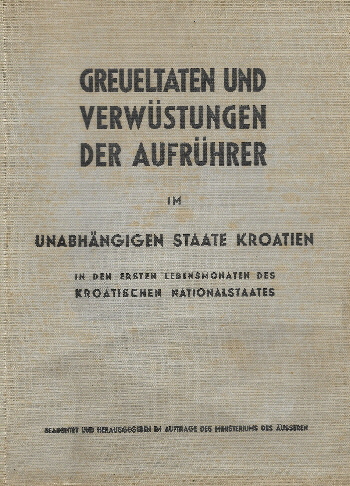 GREUELTATEN UND
VERWÜSTUNGEN
DER AUFRÜHRER
IM
UNABHÄNGIGEN STAATE KROATIEN
IN DEN ERSTEN LEBENSMONATEN DES
KROATISCHEN NATIONALSTAATES
BEARBEITET UND HERAUSGEGEBEN IM AUFTRAGE DES MINISTERIUMS DES ÄUSSEREN